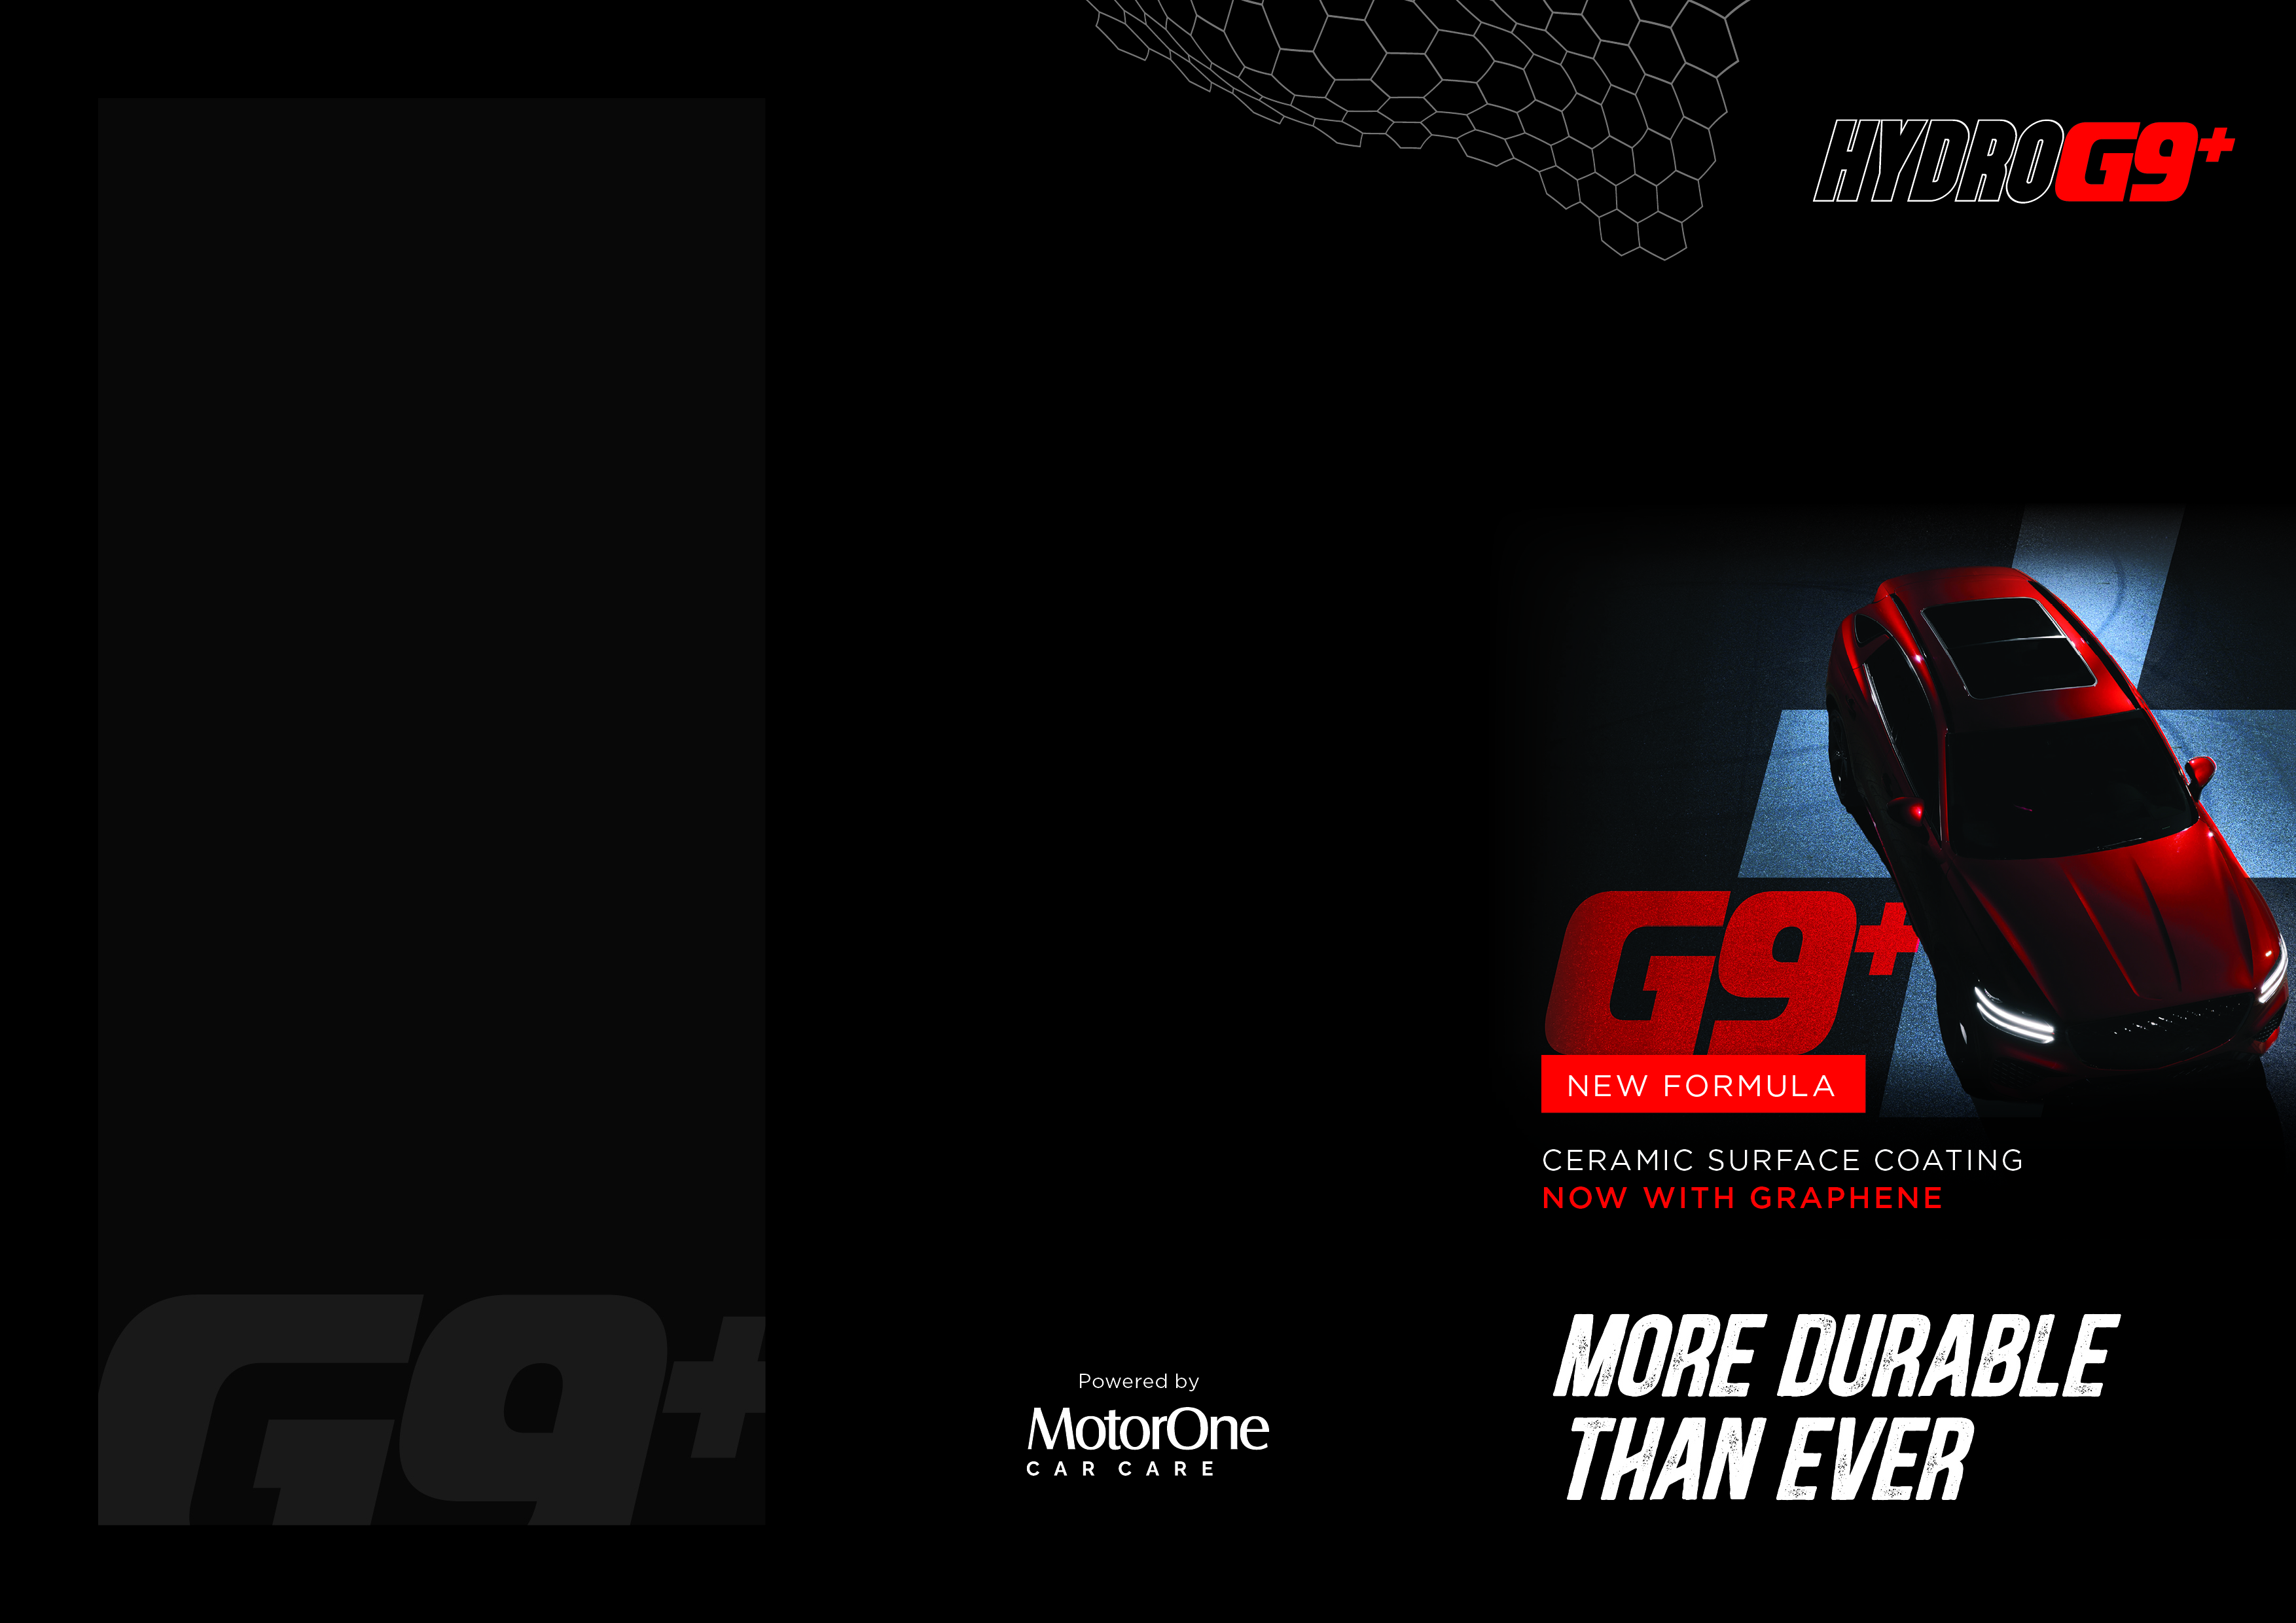 HYDROG9+
G9+
NEW FORMULA
CERAMIC SURFACE COATING
NOW WITH GRAPHENE
MORE DURABLE
THAN EVER
Powered by
MotorOne
CAR CARE
G9+